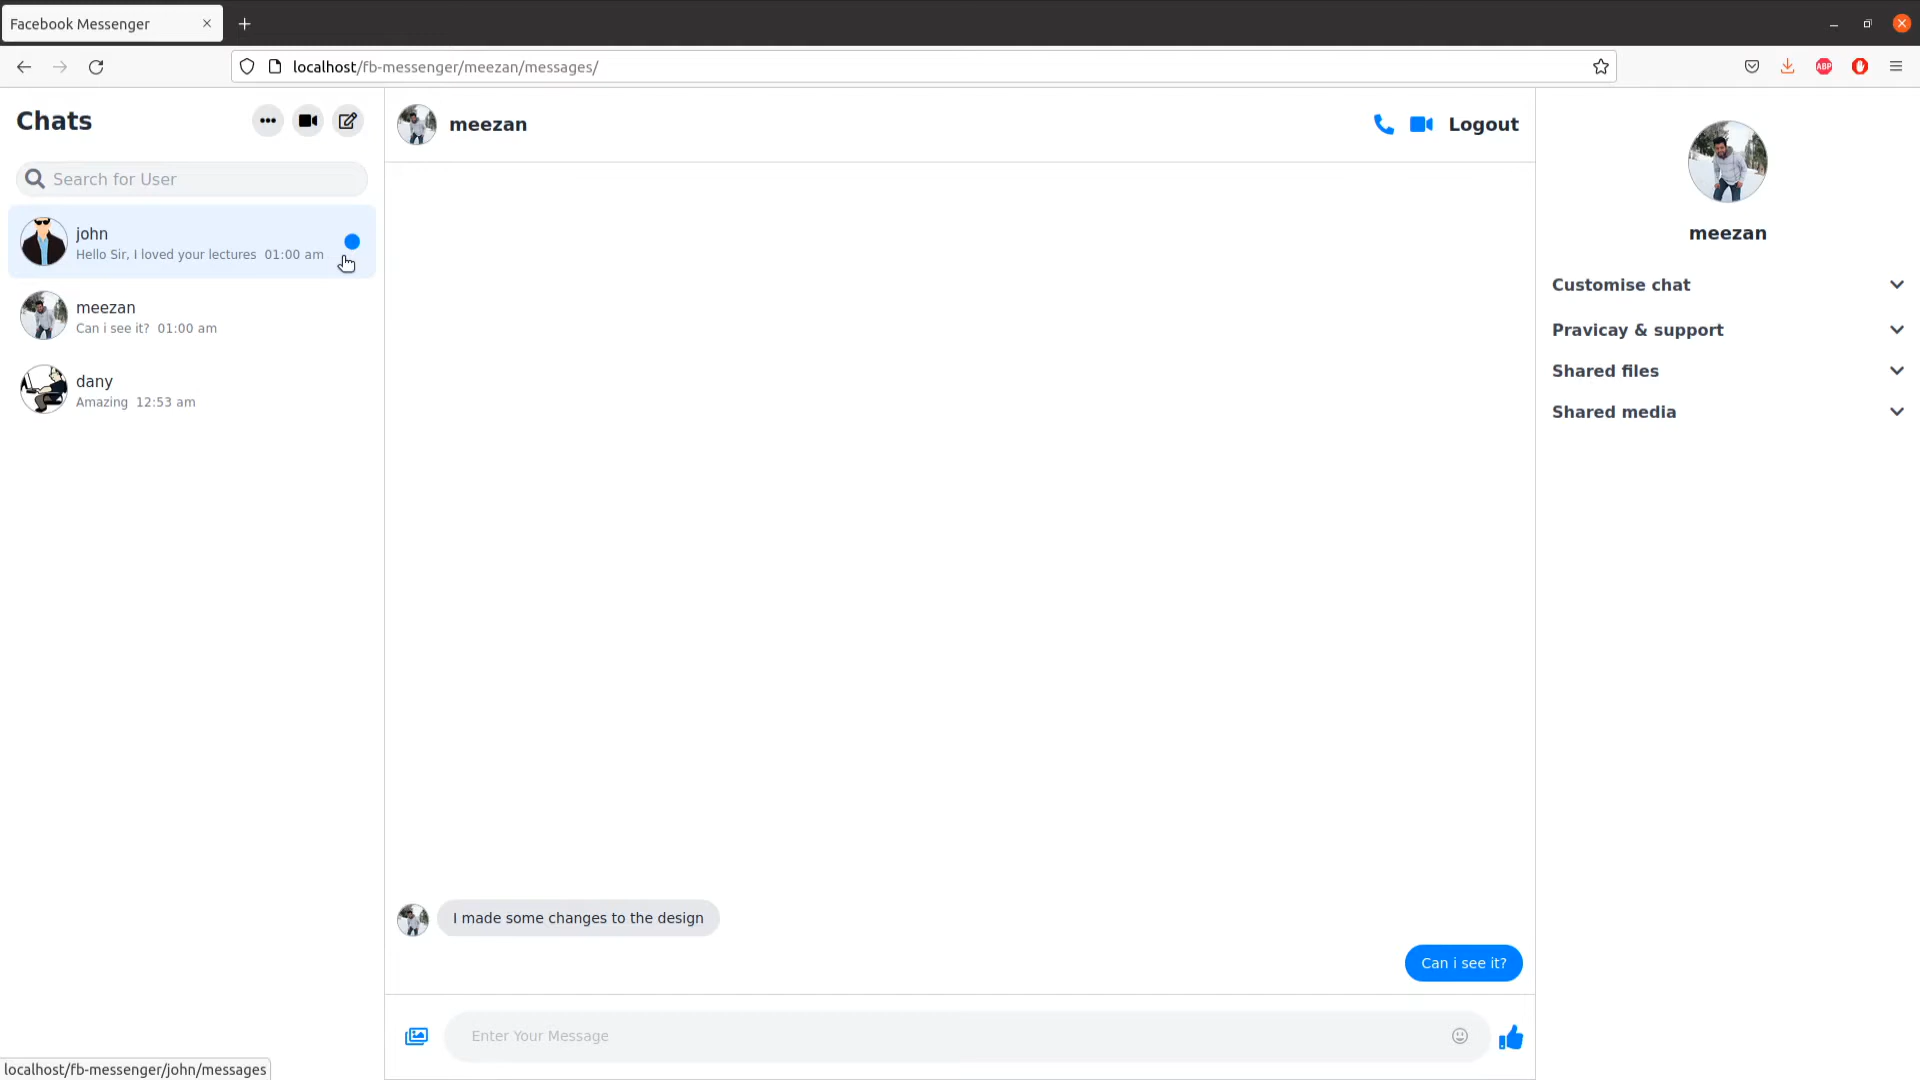 Facebook Messenger
localhost/fb-messenger/meezan/messages/
ABP
Chats
Search for User
john
Hello Sir, I loved your lectures 01:00 am
meezan
Can i see it? 01:00 am
dany
Amazing 12:53 am
meezan
Logout
I made some changes to the design
Can i see it?
Enter Your Message
meezan
Customise chat
Pravicay & support
Shared files
Shared media
localhost/fb-messenger/john/messages